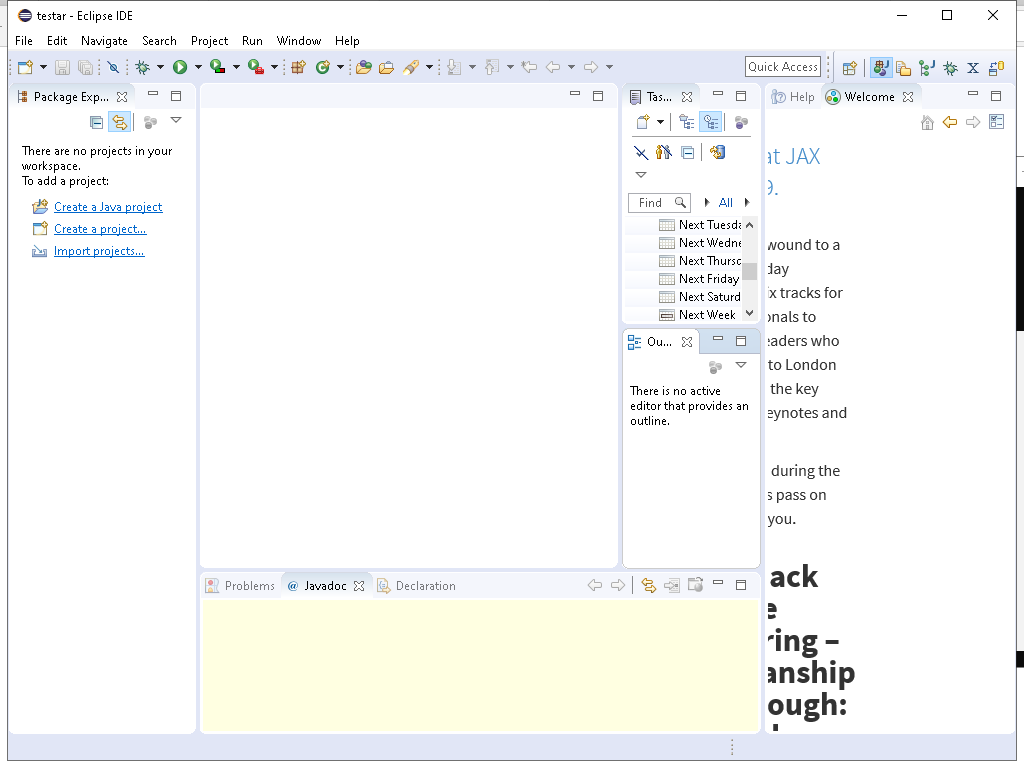 testar - Eclipse IDE
File Edit Navigate Search Project Run Window Help
Quick Access
Package Exp...
Tas...
Help
Welcome
There are no projects in your
workspace.
To add a project:
Create a Java project
Create a project...
Import projects...
Find
All
Next Tuesda
Next Wedne
Next Thursd
Next Friday
Next Saturd
Next Week
Ou...
There is no active
editor that provides an
outline.
at JAX
9.
wound to a
day
ix tracks for
onals to
eaders who
to London
the key
eynotes and
during the
s pass on
you.
ack
e
ring –
anship
ough:
Problems
@ Javadoc
Declaration